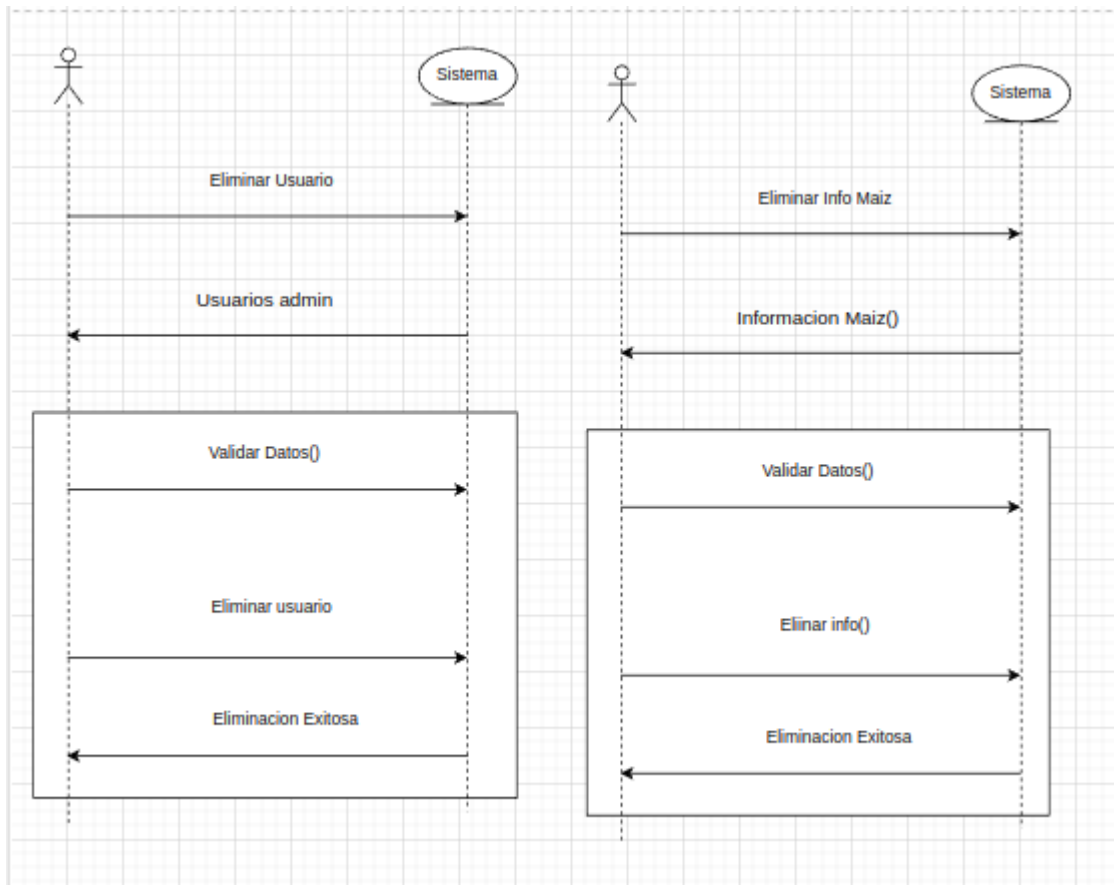 Sistema
Eliminar Usuario
Usuarios admin
Validar Datos()
Eliminar usuario
Eliminacion Exitosa
Sistema
Eliminar Info Maiz
Informacion Maiz()
Validar Datos()
Eliinar info()
Eliminacion Exitosa